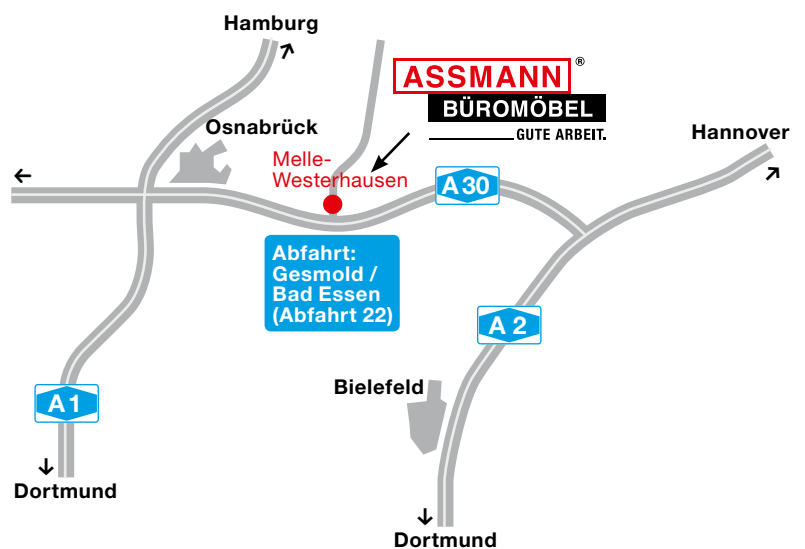 Hamburg
ASSMANN
®
BÜROMÖBEL
GUTE ARBEIT.
Osnabrück
Hannover
Melle-
Westerhausen
A 30
Abfahrt:
Gesmold /
Bad Essen
(Abfahrt 22)
A 2
Bielefeld
A 1
Dortmund
Dortmund